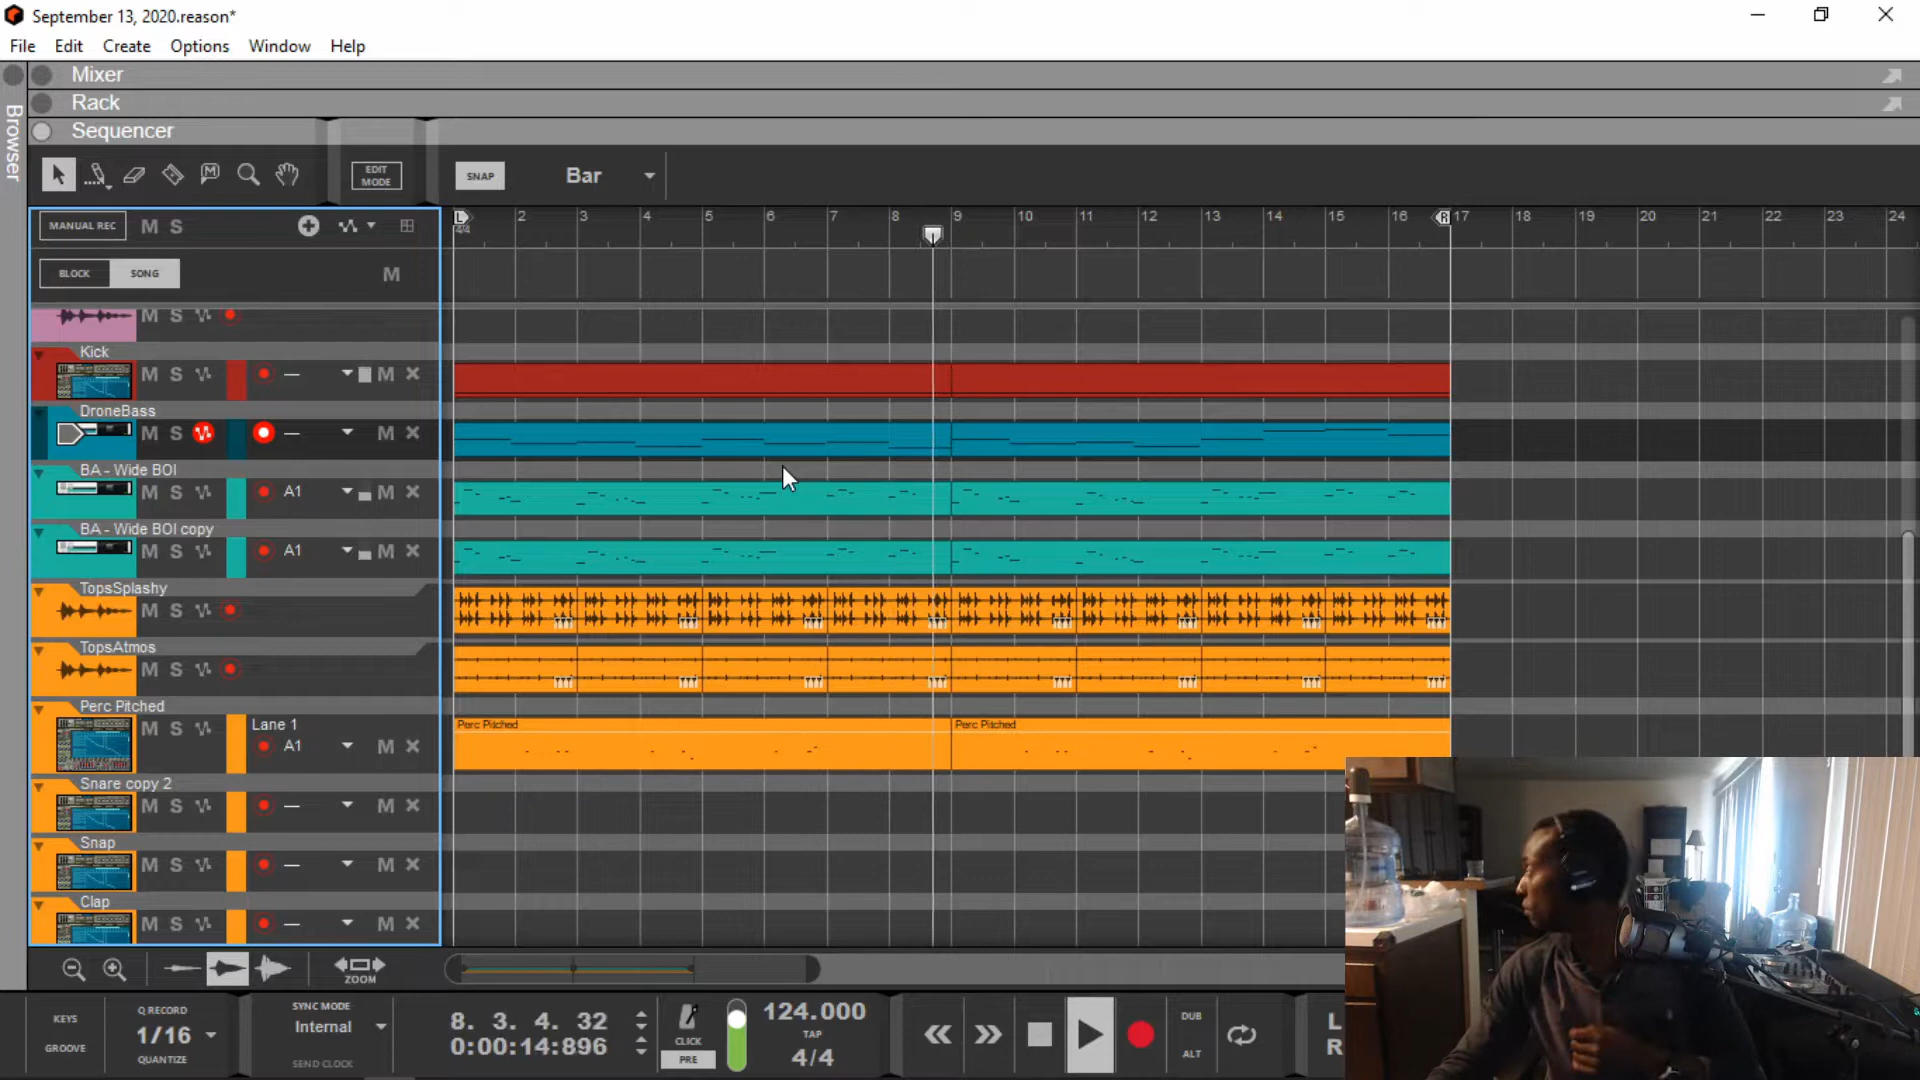 September 13, 2020.reason*
File Edit Create Options Window Help
Browser
Mixer
Rack
Sequencer
EDIT MODE
SNAP
Bar
MANUAL REC M S
L 2 3 4 5 6 7 8 9 10 11 12 13 14 15 16 R 17 18 19 20 21 22 23 24
4/4
BLOCK SONG M
M S
Kick
M S — M
DroneBass
M S — M
BA - Wide BOI
M S A1 M
BA - Wide BOI copy
M S A1 M
TopsSplashy
M S
TopsAtmos
M S
Perc Pitched
M S Lane 1
A1 M
Perc Pitched Perc Pitched
Snare copy 2
M S — M
Snap
M S — M
Clap
M S — M
ZOOM
KEYS
GROOVE
Q RECORD
1/16
QUANTIZE
SYNC MODE
Internal
SEND CLOCK
8. 3. 4. 32
0:00:14:896
CLICK
PRE
124.000
TAP
4/4
DUB
ALT
L
R